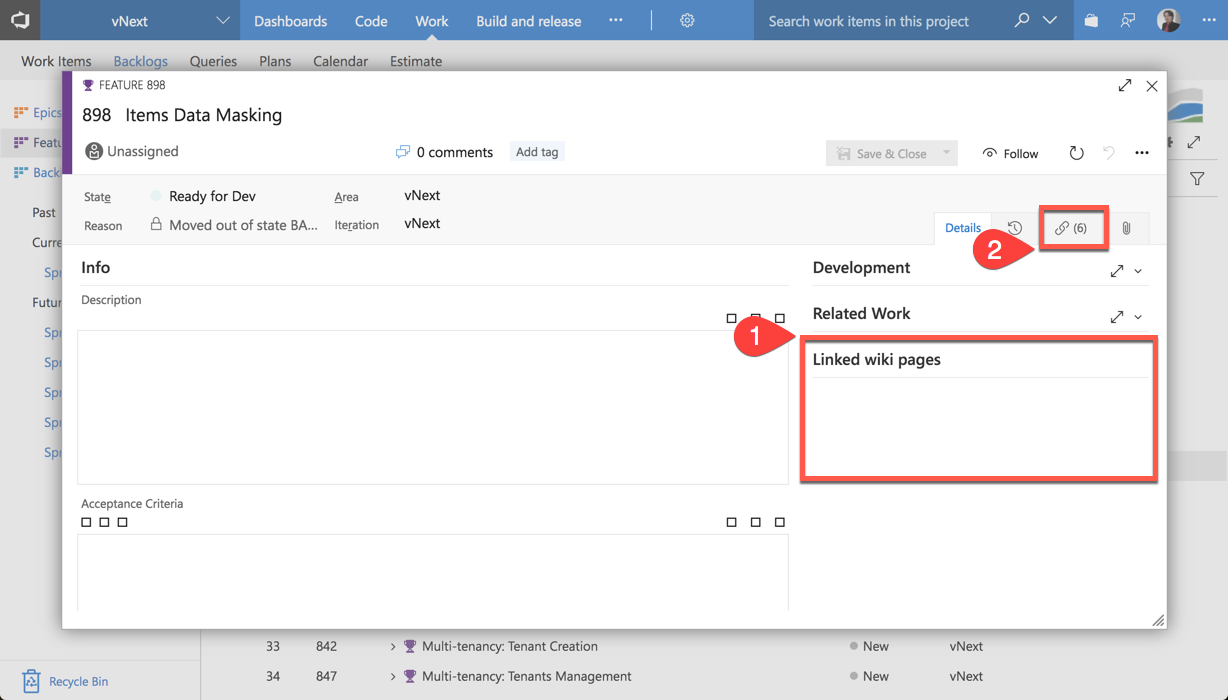 vNext Dashboards Code Work Build and release ... Search work items in this project
Work Items Backlogs Queries Plans Calendar Estimate
FEATURE 898
898 Items Data Masking
Unassigned 0 comments Add tag Save & Close Follow ...
State Ready for Dev Area vNext
Reason Moved out of state BA... Iteration vNext
Details (6)
2
Epics
Featu
Back
Past
Curre
Spr
Futur
Spr
Spr
Spr
Spr
Spr
Info
Description
Development
Related Work
1
Linked wiki pages
Acceptance Criteria
33 842 Multi-tenancy: Tenant Creation New vNext
34 847 Multi-tenancy: Tenants Management New vNext
Recycle Bin